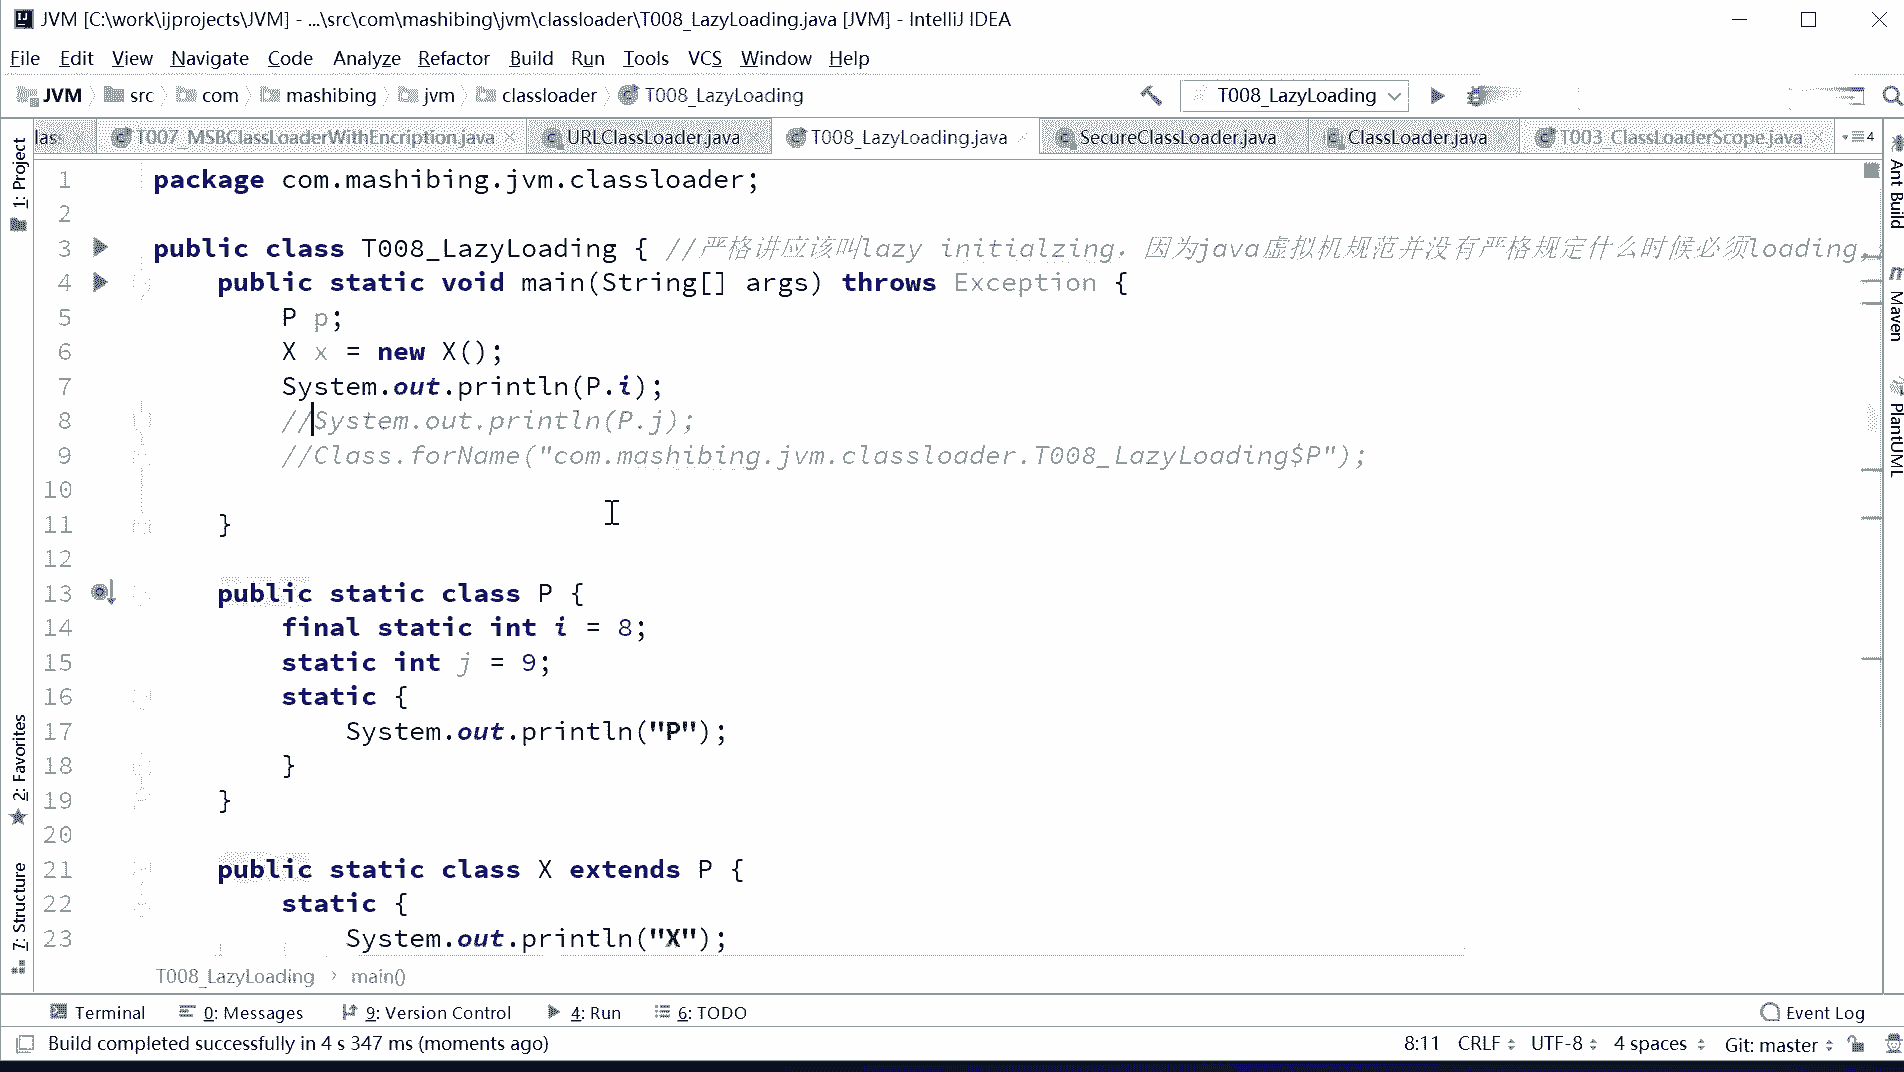 JVM [C:\work\ijprojects\JVM] - ...\src\com\mashibing\jvm\classloader\T008_LazyLoading.java [JVM] - IntelliJ IDEA
File Edit View Navigate Code Analyze Refactor Build Run Tools VCS Window Help
JVM src com mashibing jvm classloader T008_LazyLoading T008_LazyLoading
las T007_MSBClassLoaderWithEncription.java URLClassLoader.java T008_LazyLoading.java SecureClassLoader.java ClassLoader.java T003_ClassLoaderScope.java 4
1 package com.mashibing.jvm.classloader;
2
3 public class T008_LazyLoading { //严格讲应该叫lazy initialzing，因为java虚拟机规范并没有严格规定什么时候必须loading,
4 public static void main(String[] args) throws Exception {
5 P p;
6 X x = new X();
7 System.out.println(P.i);
8 //System.out.println(P.j);
9 //Class.forName("com.mashibing.jvm.classloader.T008_LazyLoading$P");
10
11 }
12
13 public static class P {
14 final static int i = 8;
15 static int j = 9;
16 static {
17 System.out.println("P");
18 }
19 }
20
21 public static class X extends P {
22 static {
23 System.out.println("X");
T008_LazyLoading › main()
1: Project
2: Favorites
7: Structure
Ant Build
Maven
PlantUML
Terminal 0: Messages 9: Version Control 4: Run 6: TODO Event Log
Build completed successfully in 4 s 347 ms (moments ago) 8:11 CRLF UTF-8 4 spaces Git: master